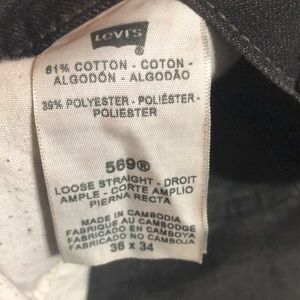 LEVI'S
61% COTTON - COTON -
ALGODÓN - ALGODÃO
39% POLYESTER - POLIÉSTER -
POLIESTER
569®
LOOSE STRAIGHT - DROIT
AMPLE - CORTE AMPLIO
PIERNA RECTA
MADE IN CAMBODIA
FABRIQUÉ AU CAMBODGE
FABRICADO EN CAMBOYA
FABRICADO NO CAMBOJA
36 X 34